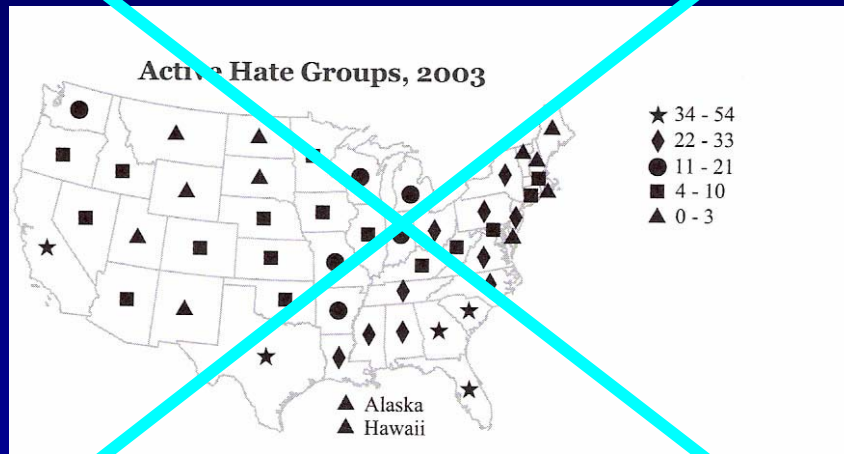 Active Hate Groups, 2003
34 - 54
22 - 33
11 - 21
4 - 10
0 - 3
Alaska
Hawaii